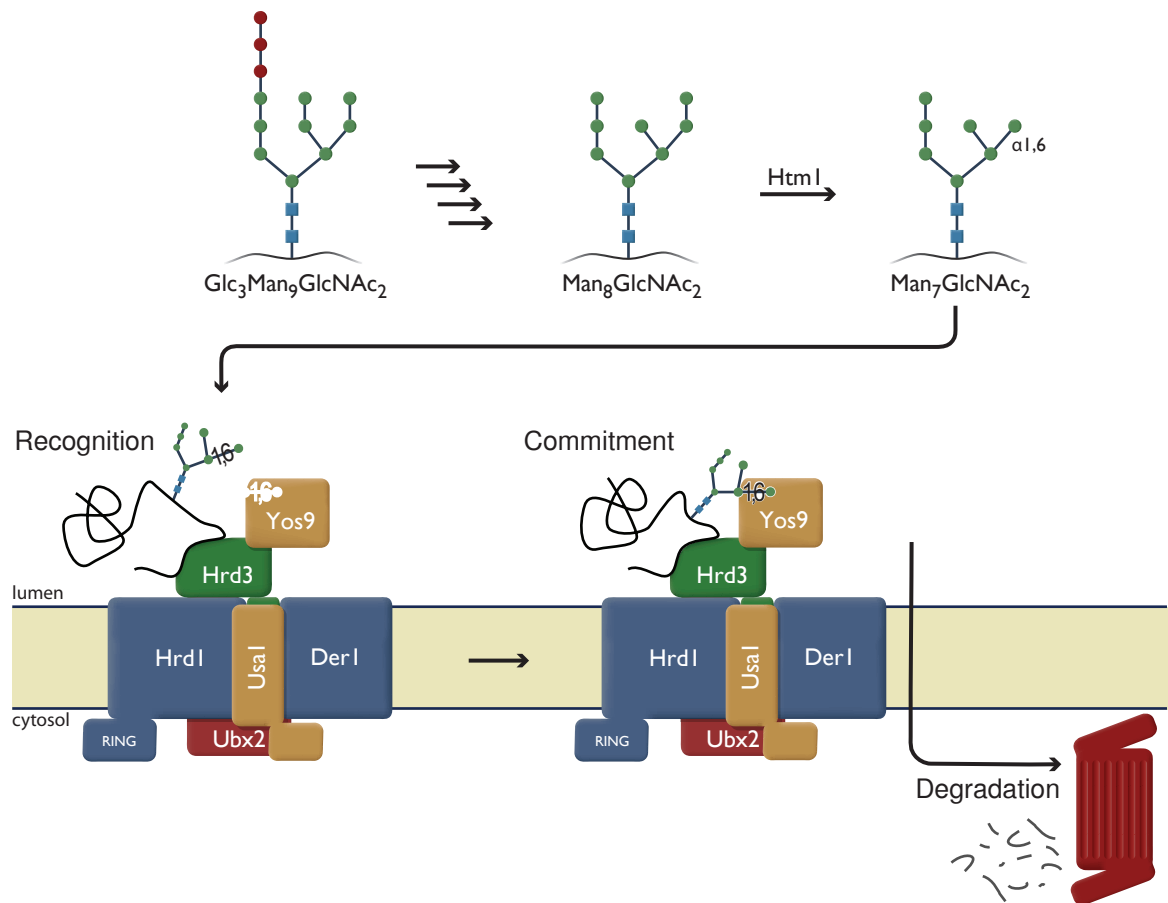 Htm1
α1,6
Glc₃Man₉GlcNAc₂
Man₈GlcNAc₂
Man₇GlcNAc₂
Recognition
1,6
1,6
Yos9
Hrd3
lumen
Hrd1
Usa1
Der1
cytosol
RING
Ubx2
Commitment
1,6
Yos9
Hrd3
Hrd1
Usa1
Der1
RING
Ubx2
Degradation